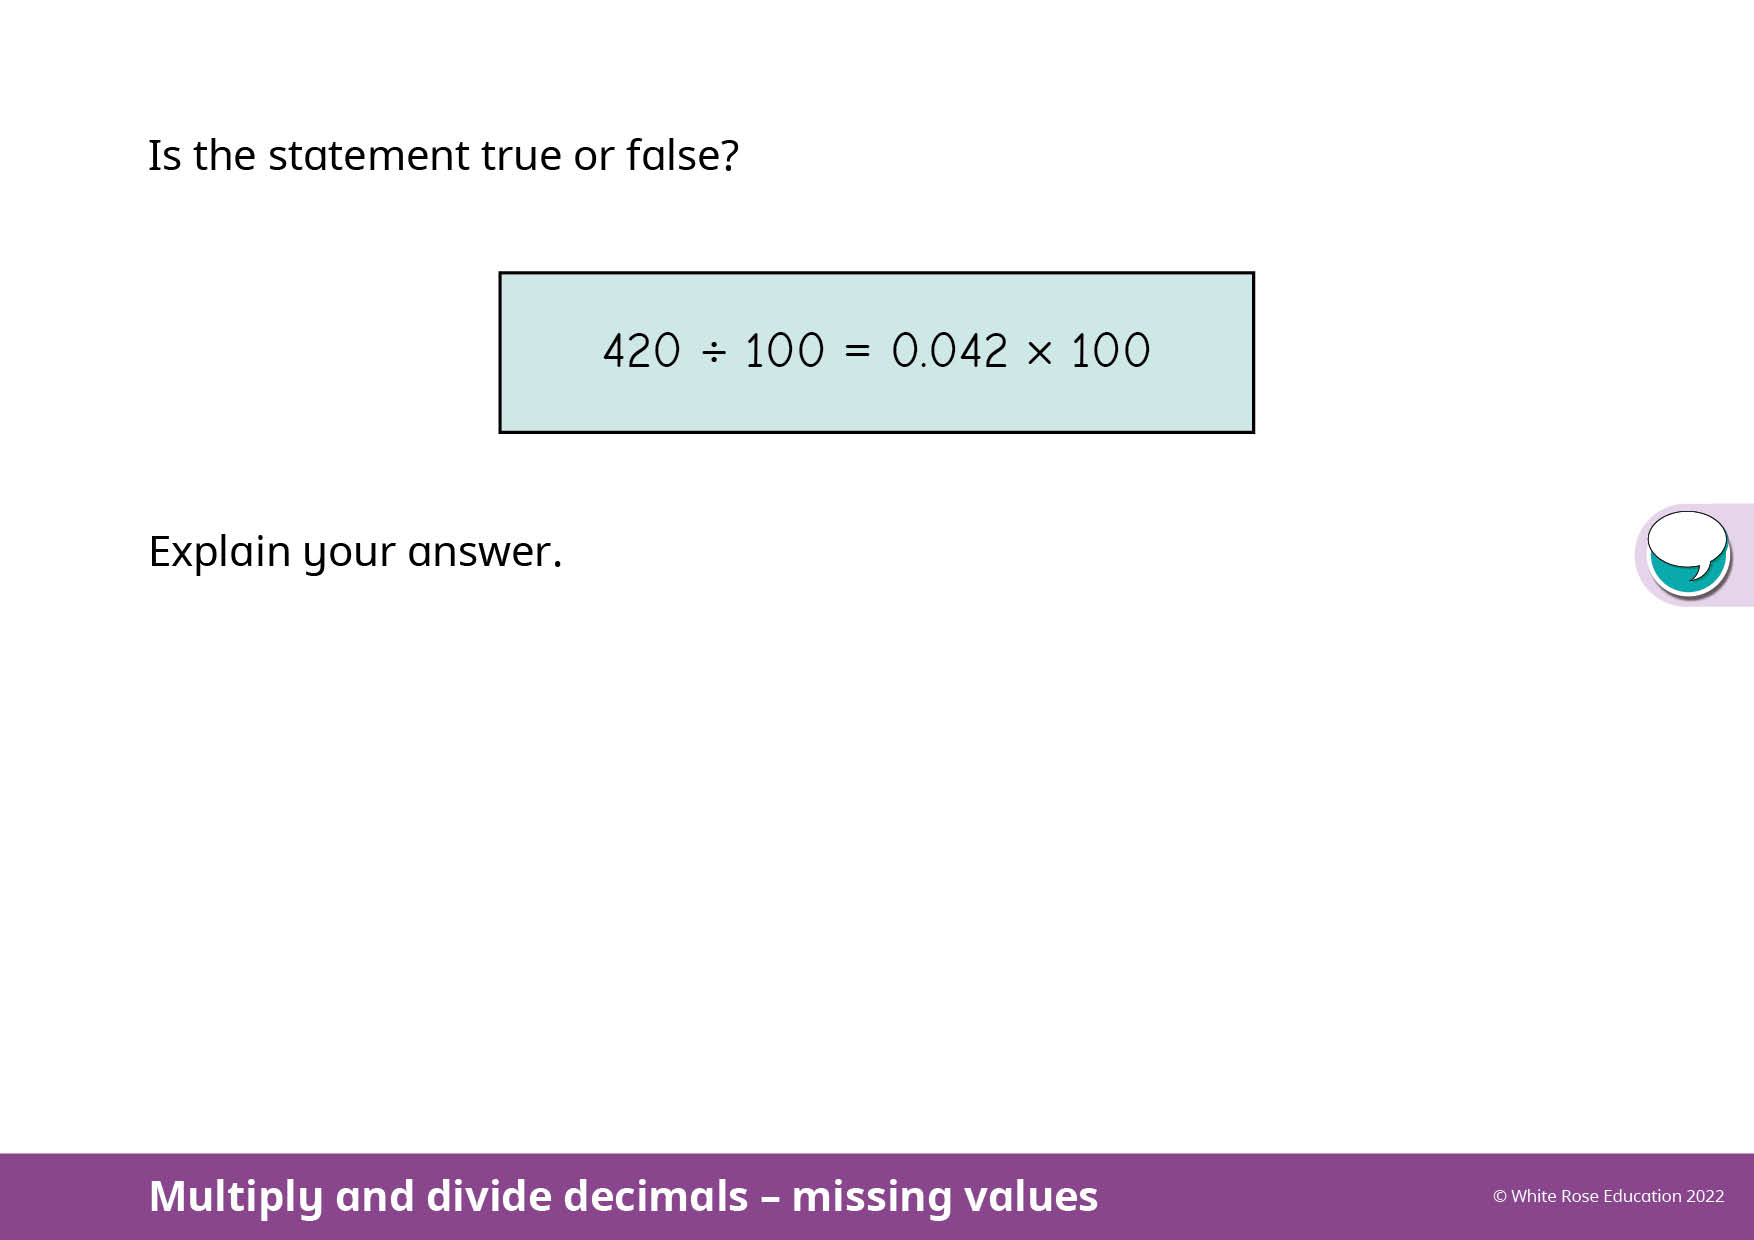 Is the statement true or false?
420 ÷ 100 = 0.042 × 100
Explain your answer.
Multiply and divide decimals – missing values
© White Rose Education 2022